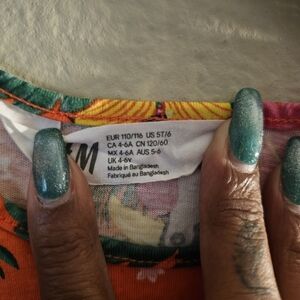 M
EUR 110/116 US 5T/6
CA 4-6A CN 120/60
MX 4-6A AUS 5-6
UK 4-6Y
Made in Bangladesh
Fabriqué au Bangladesh